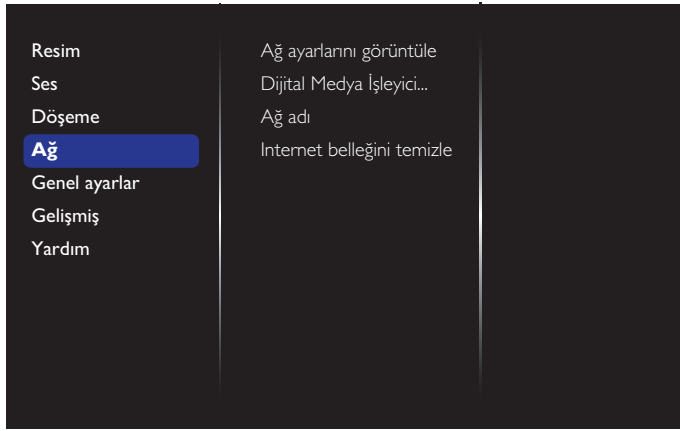 Resim
Ses
Döşeme
Ağ
Genel ayarlar
Gelişmiş
Yardım
Ağ ayarlarını görüntüle
Dijital Medya İşleyici...
Ağ adı
Internet belleğini temizle